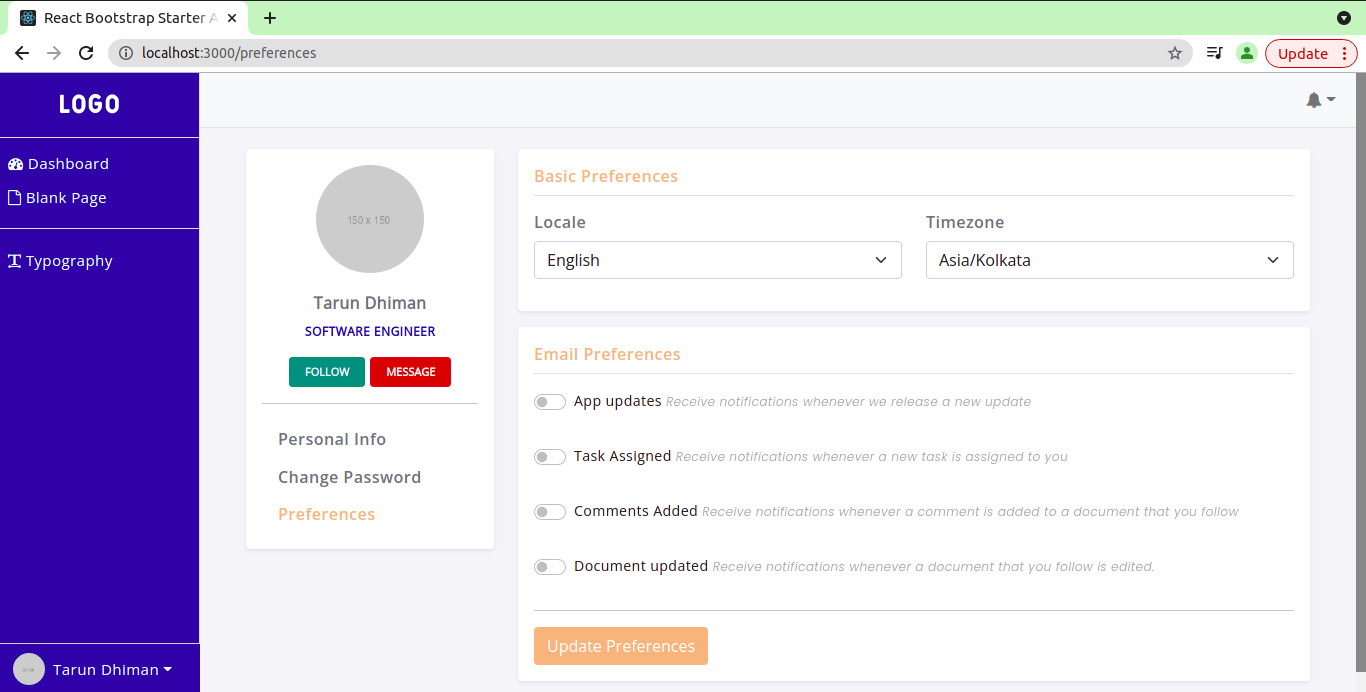 React Bootstrap Starter A
localhost:3000/preferences
Update
LOGO
Dashboard
Blank Page
Typography
Tarun Dhiman
150 x 150
Tarun Dhiman
SOFTWARE ENGINEER
FOLLOW MESSAGE
Personal Info
Change Password
Preferences
Basic Preferences
Locale Timezone
English Asia/Kolkata
Email Preferences
App updates Receive notifications whenever we release a new update
Task Assigned Receive notifications whenever a new task is assigned to you
Comments Added Receive notifications whenever a comment is added to a document that you follow
Document updated Receive notifications whenever a document that you follow is edited.
Update Preferences